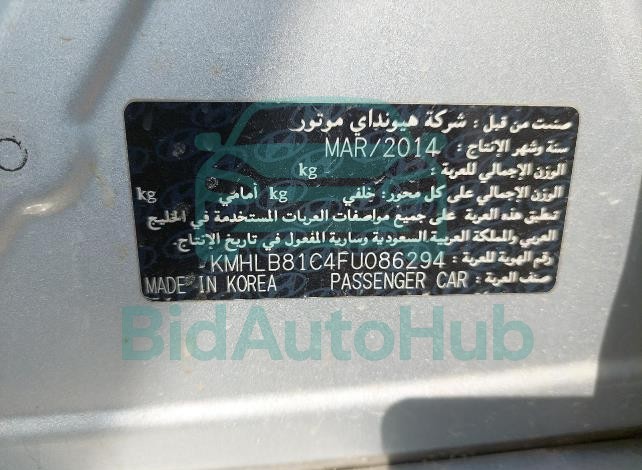 صنعت من قبل : شركة هيونداي موتور
سنة وشهر الإنتاج : MAR/2014
الوزن الإجمالي للعربة : kg
الوزن الإجمالي على كل محور: خلفي kg أمامي kg
تطبق هذه العربة على جميع مواصفات العربات المستخدمة في الخليج
العربي والمملكة العربية السعودية وسارية المفعول في تاريخ الإنتاج.
رقم الهوية للعربة : KMHLB81C4FU086294
صنف العربة : PASSENGER CAR MADE IN KOREA
BidAutoHub